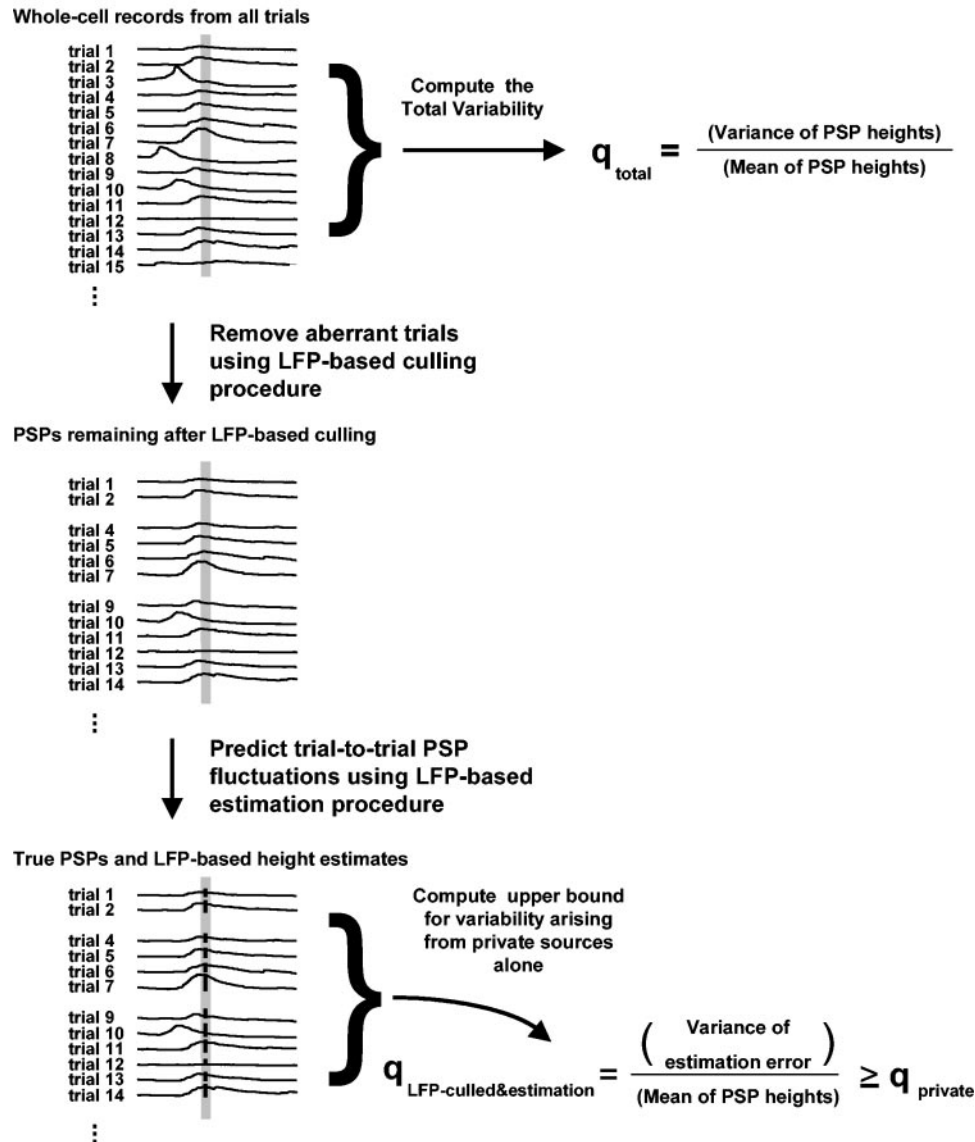 Whole-cell records from all trials
trial 1
trial 2
trial 3
trial 4
trial 5
trial 6
trial 7
trial 8
trial 9
trial 10
trial 11
trial 12
trial 13
trial 14
trial 15
⋮
Compute the
Total Variability
q total = (Variance of PSP heights)
(Mean of PSP heights)
Remove aberrant trials
using LFP-based culling
procedure
PSPs remaining after LFP-based culling
trial 1
trial 2
trial 4
trial 5
trial 6
trial 7
trial 9
trial 10
trial 11
trial 12
trial 13
trial 14
⋮
Predict trial-to-trial PSP
fluctuations using LFP-based
estimation procedure
True PSPs and LFP-based height estimates
trial 1
trial 2
trial 4
trial 5
trial 6
trial 7
trial 9
trial 10
trial 11
trial 12
trial 13
trial 14
⋮
Compute upper bound
for variability arising
from private sources
alone
q LFP-culled&estimation = (Variance of
estimation error)
(Mean of PSP heights)
≥ q private